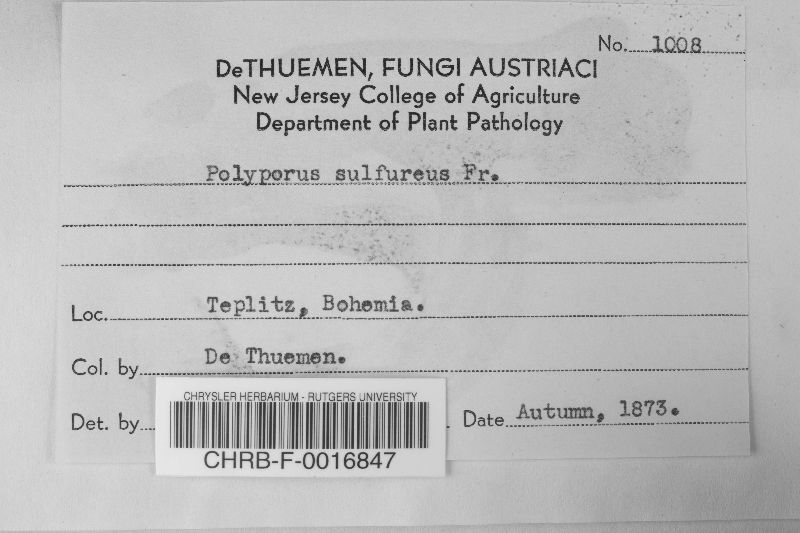 No. 1008
DeTHUEMEN, FUNGI AUSTRIACI
New Jersey College of Agriculture
Department of Plant Pathology
Polyporus sulfureus Fr.
Loc. Teplitz, Bohemia.
Col. by De Thuemen.
Det. by
Date Autumn, 1873.
CHRYSLER HERBARIUM - RUTGERS UNIVERSITY
CHRB-F-0016847